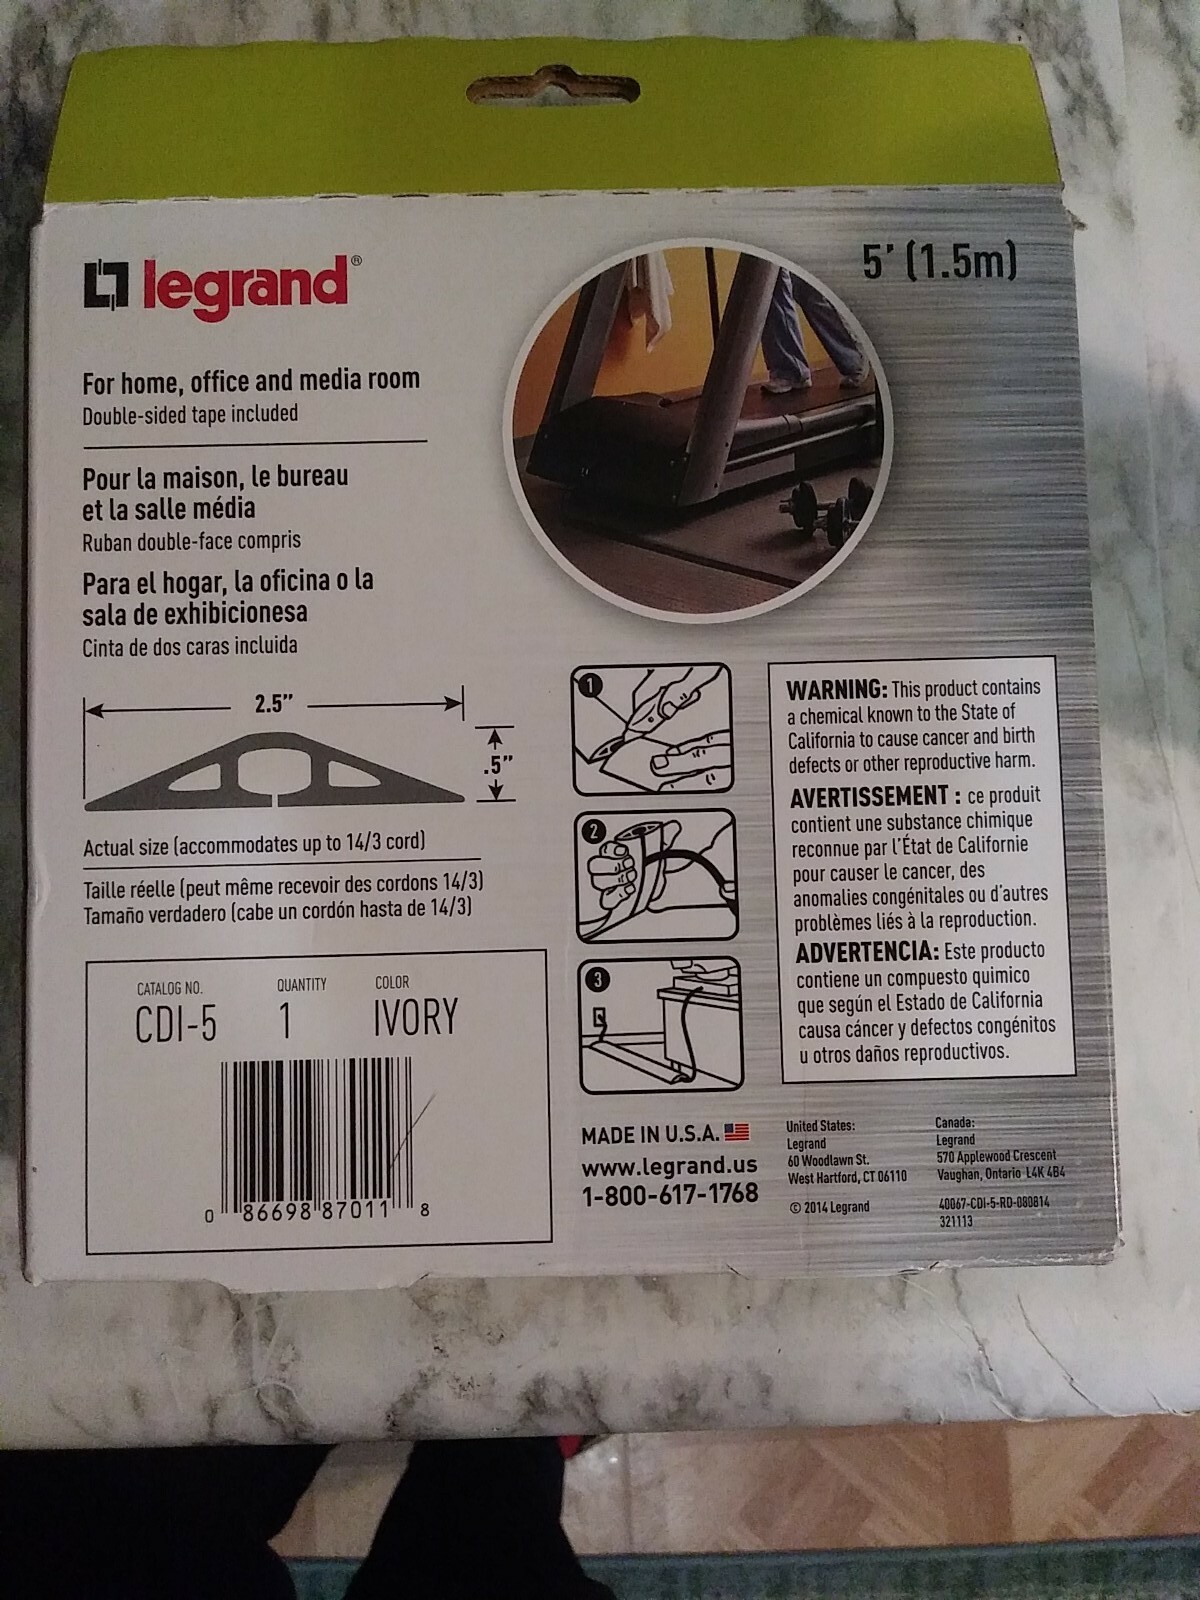 legrand®
5' (1.5m)
For home, office and media room
Double-sided tape included
Pour la maison, le bureau
et la salle média
Ruban double-face compris
Para el hogar, la oficina o la
sala de exhibicionesa
Cinta de dos caras incluida
2.5"
.5"
Actual size (accommodates up to 14/3 cord)
Taille réelle (peut même recevoir des cordons 14/3)
Tamaño verdadero (cabe un cordón hasta de 14/3)
CATALOG NO. QUANTITY COLOR
CDI-5 1 IVORY
0 86698 87011 8
1
2
3
WARNING: This product contains
a chemical known to the State of
California to cause cancer and birth
defects or other reproductive harm.
AVERTISSEMENT : ce produit
contient une substance chimique
reconnue par l'État de Californie
pour causer le cancer, des
anomalies congénitales ou d'autres
problèmes liés à la reproduction.
ADVERTENCIA: Este producto
contiene un compuesto quimico
que según el Estado de California
causa cáncer y defectos congénitos
u otros daños reproductivos.
MADE IN U.S.A.
www.legrand.us
1-800-617-1768
United States:
Legrand
60 Woodlawn St.
West Hartford, CT 06110
© 2014 Legrand
Canada:
Legrand
570 Applewood Crescent
Vaughan, Ontario L4K 4B4
40067-CDI-5-RD-080814
321113